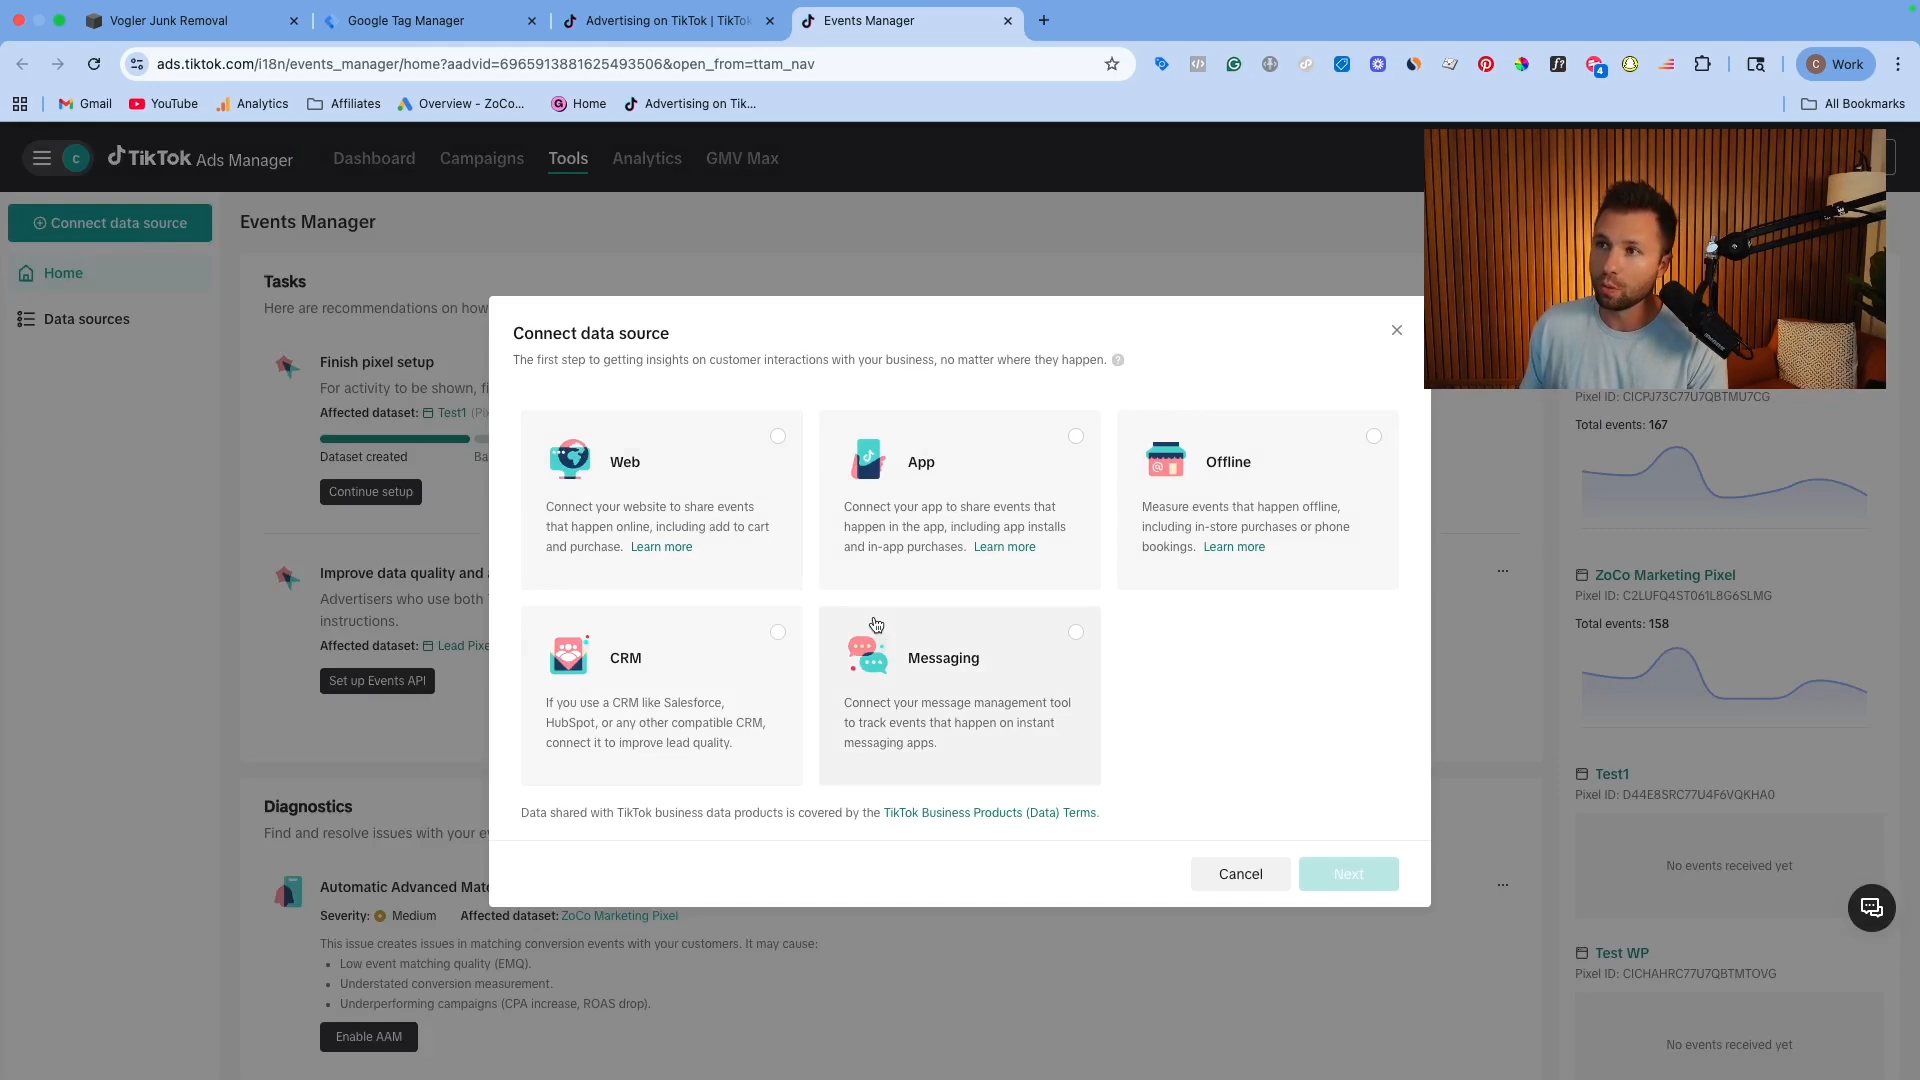 Vogler Junk Removal
Google Tag Manager
Advertising on TikTok | TikTok
Events Manager
ads.tiktok.com/i18n/events_manager/home?aadvid=6965913881625493506&open_from=ttam_nav
4
C Work
Gmail
YouTube
Analytics
Affiliates
Overview - ZoCo...
Home
Advertising on Tik...
All Bookmarks
C
TikTok Ads Manager
Dashboard
Campaigns
Tools
Analytics
GMV Max
Connect data source
Home
Data sources
Events Manager
Tasks
Here are recommendations on how
Finish pixel setup
For activity to be shown, fi
Affected dataset: Test1 (Pix
Dataset created
Ba
Continue setup
Improve data quality and
Advertisers who use both
instructions.
Affected dataset: Lead Pixe
Set up Events API
Connect data source
The first step to getting insights on customer interactions with your business, no matter where they happen. ?
Web
Connect your website to share events
that happen online, including add to cart
and purchase. Learn more
App
Connect your app to share events that
happen in the app, including app installs
and in-app purchases. Learn more
Offline
Measure events that happen offline,
including in-store purchases or phone
bookings. Learn more
CRM
If you use a CRM like Salesforce,
HubSpot, or any other compatible CRM,
connect it to improve lead quality.
Messaging
Connect your message management tool
to track events that happen on instant
messaging apps.
Data shared with TikTok business data products is covered by the TikTok Business Products (Data) Terms.
Cancel
Next
Diagnostics
Find and resolve issues with your e
Automatic Advanced Matc
Severity: Medium Affected dataset: ZoCo Marketing Pixel
This issue creates issues in matching conversion events with your customers. It may cause:
• Low event matching quality (EMQ).
• Understated conversion measurement.
• Underperforming campaigns (CPA increase, ROAS drop).
Enable AAM
Pixel ID: CICPJ73C77U7QBTMU7CG
Total events: 167
ZoCo Marketing Pixel
Pixel ID: C2LUFQ4ST061L8G6SLMG
Total events: 158
Test1
Pixel ID: D44E8SRC77U4F6VQKHA0
No events received yet
Test WP
Pixel ID: CICHAHRC77U7QBTMTOVG
No events received yet